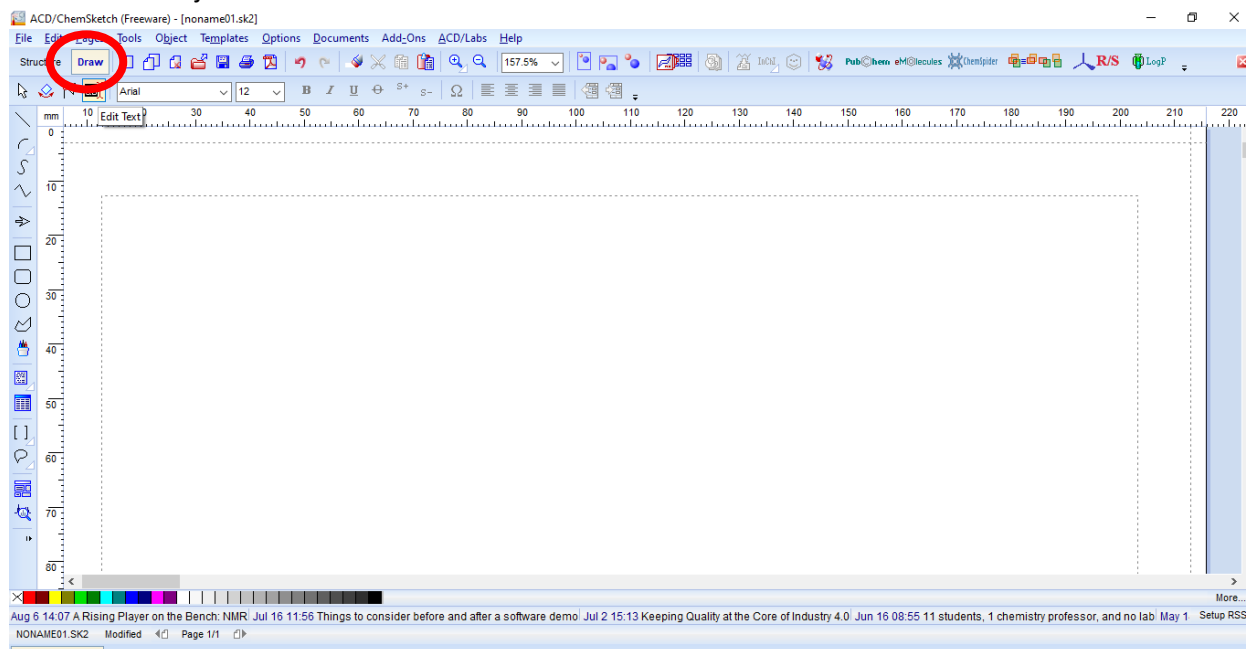 ACD/ChemSketch (Freeware) - [noname01.sk2]
File Edit Pages Tools Object Templates Options Documents Add-Ons ACD/Labs Help
Structure Draw 157.5% PubChem eMolecules ChemSpider R/S LogP
Arial 12 B I U S+ S- Ω
Edit Text
mm 10 30 40 50 60 70 80 90 100 110 120 130 140 150 160 170 180 190 200 210 220
0
10
20
30
40
50
60
70
80
More...
Aug 6 14:07 A Rising Player on the Bench: NMR Jul 16 11:56 Things to consider before and after a software demo Jul 2 15:13 Keeping Quality at the Core of Industry 4.0 Jun 16 08:55 11 students, 1 chemistry professor, and no lab May 1 Setup RSS
NONAME01.SK2 Modified Page 1/1